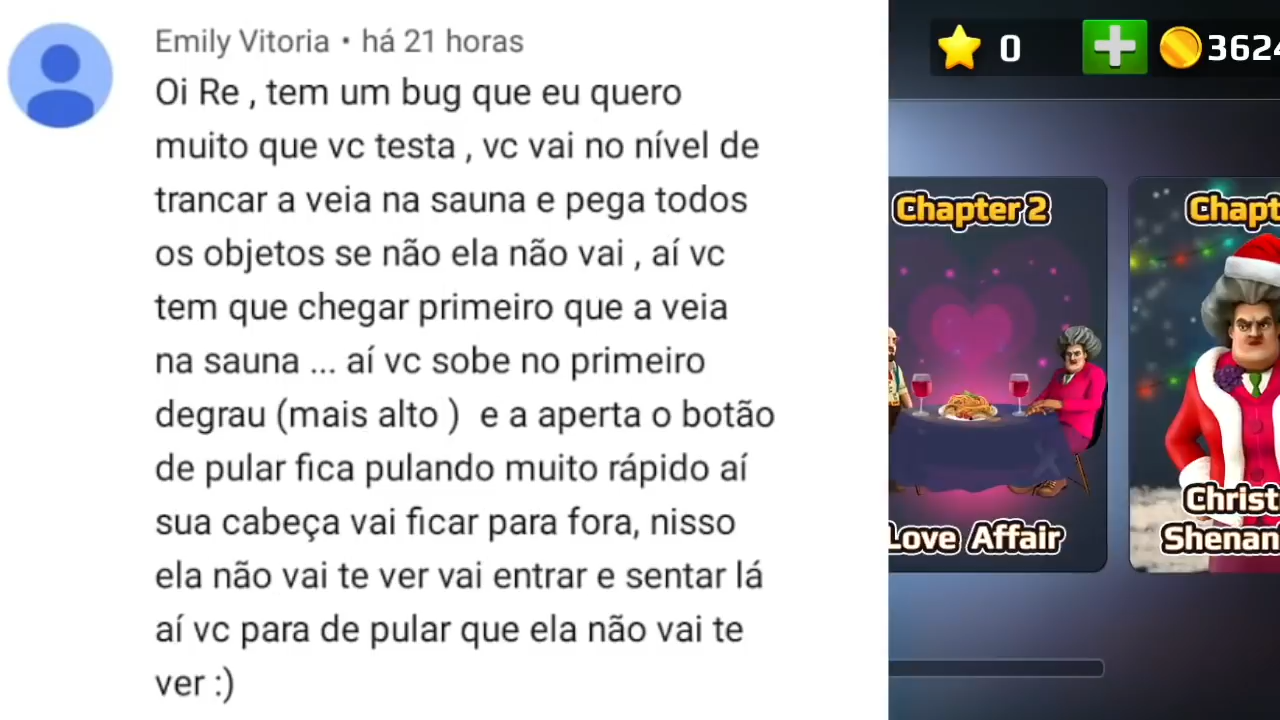 Emily Vitoria • há 21 horas
Oi Re , tem um bug que eu quero
muito que vc testa , vc vai no nível de
trancar a veia na sauna e pega todos
os objetos se não ela não vai , aí vc
tem que chegar primeiro que a veia
na sauna ... aí vc sobe no primeiro
degrau (mais alto )  e a aperta o botão
de pular fica pulando muito rápido aí
sua cabeça vai ficar para fora, nisso
ela não vai te ver vai entrar e sentar lá
aí vc para de pular que ela não vai te
ver :)
0
3624
Chapter 2
Love Affair
Chapt
Christ
Shenan